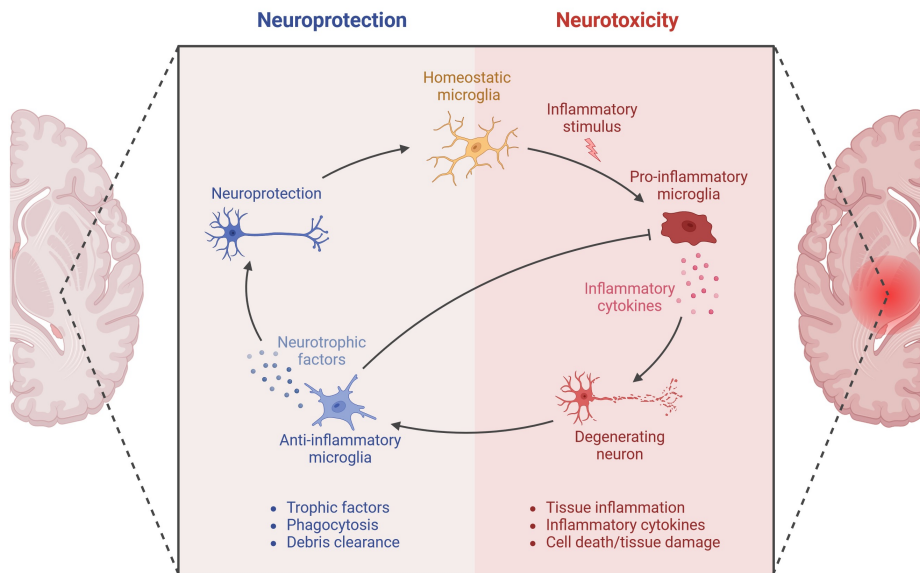 Neuroprotection
Neurotoxicity
Homeostatic
microglia
Inflammatory
stimulus
Pro-inflammatory
microglia
Neuroprotection
Inflammatory
cytokines
Neurotrophic
factors
Anti-inflammatory
microglia
Degenerating
neuron
• Trophic factors
• Phagocytosis
• Debris clearance
• Tissue inflammation
• Inflammatory cytokines
• Cell death/tissue damage